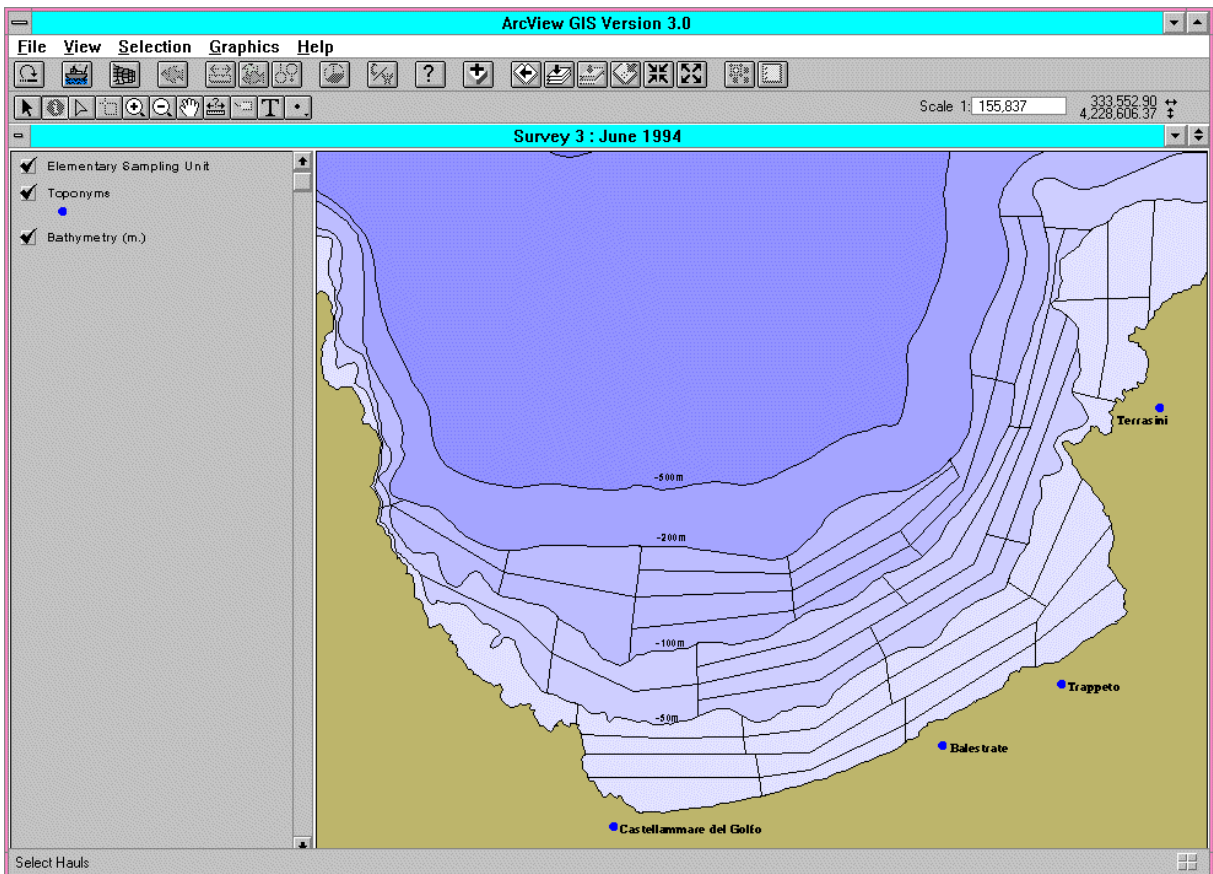 ArcView GIS Version 3.0
File View Selection Graphics Help
?
T
Scale 1: 155,837
333,552.90
4,228,606.37
Survey 3 : June 1994
Elementary Sampling Unit
Toponyms
Bathymetry (m.)
Terrasini
-500m
-200m
-100m
Trappeto
-50m
Balestrate
Castellammare del Golfo
Select Hauls